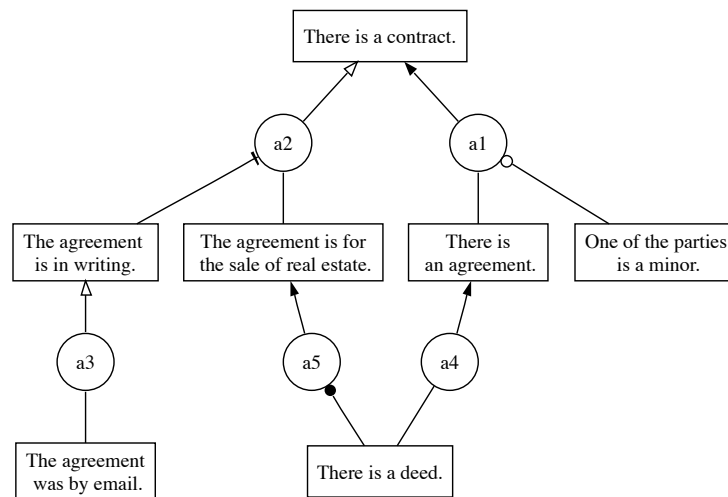 There is a contract.
a2
a1
The agreement
is in writing.
The agreement is for
the sale of real estate.
There is
an agreement.
One of the parties
is a minor.
a3
a5
a4
The agreement
was by email.
There is a deed.